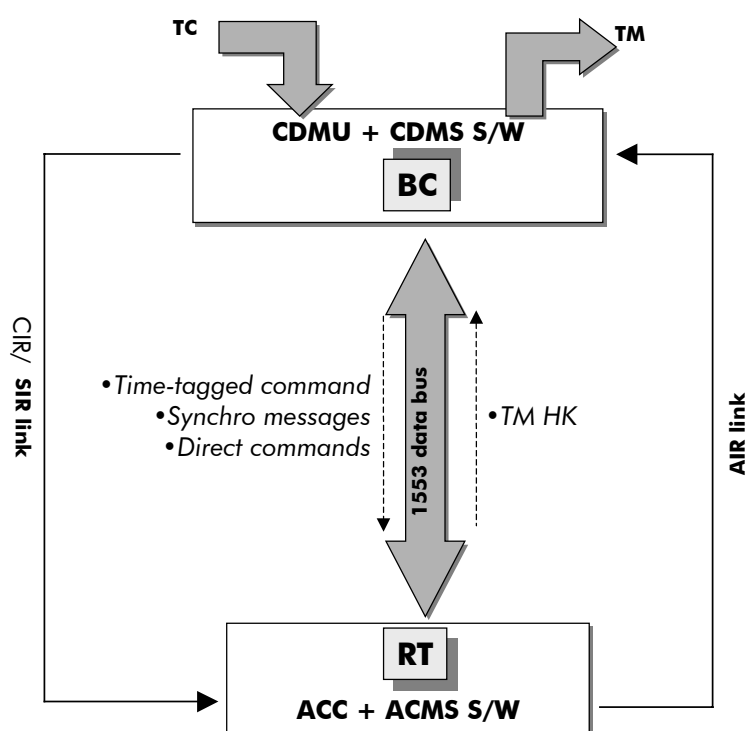 TC
TM
CDMU + CDMS S/W
BC
CIR/ SIR link
•Time-tagged command
•Synchro messages
•Direct commands
1553 data bus
•TM HK
AIR link
RT
ACC + ACMS S/W